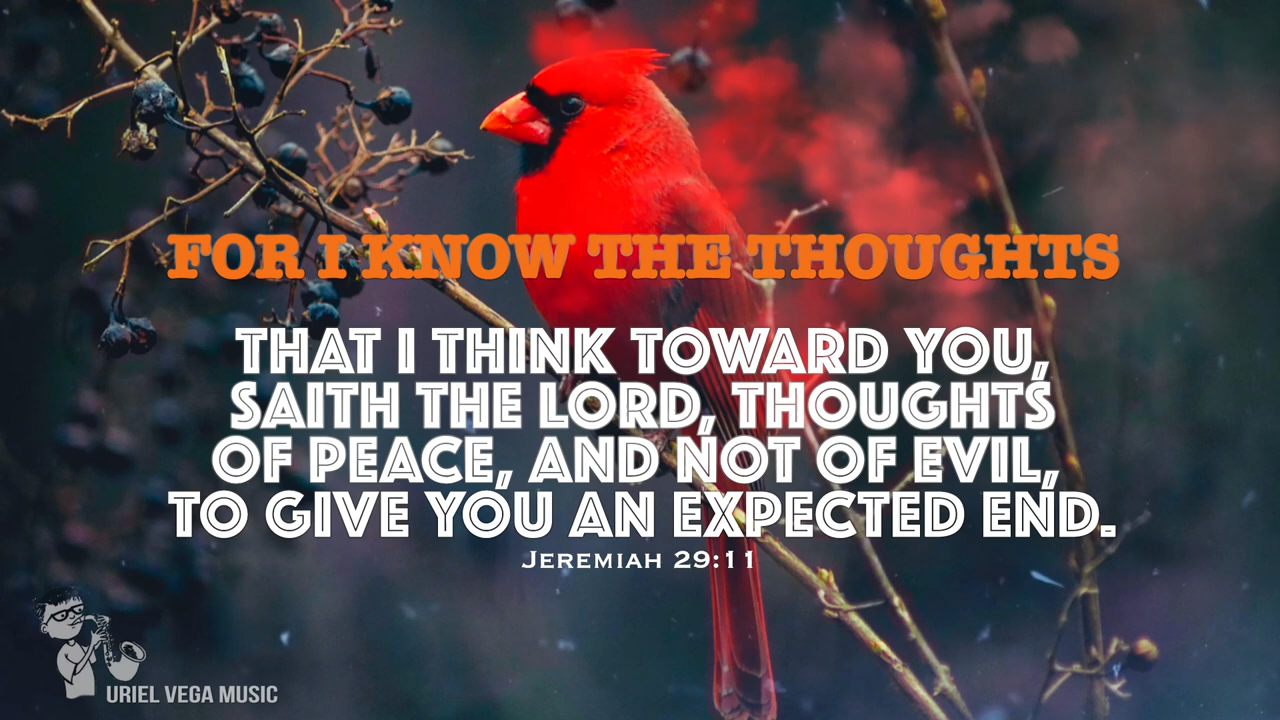 FOR I KNOW THE THOUGHTS
THAT I THINK TOWARD YOU,
SAITH THE LORD, THOUGHTS
OF PEACE, AND NOT OF EVIL,
TO GIVE YOU AN EXPECTED END.
JEREMIAH 29:11
URIEL VEGA MUSIC